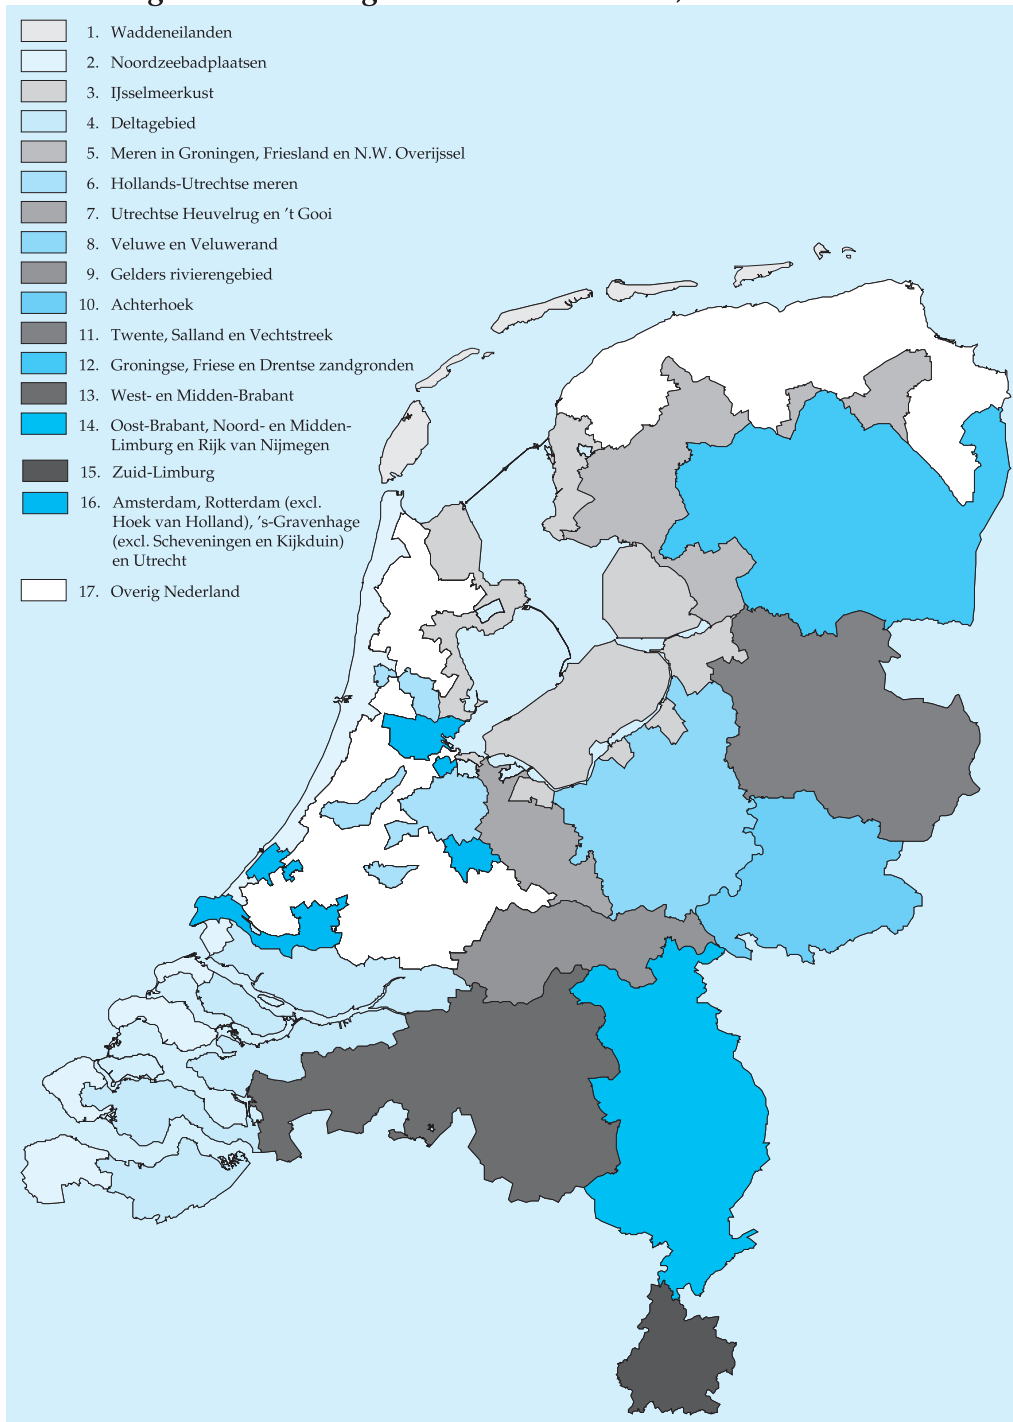 1. Waddeneilanden
2. Noordzeebadplaatsen
3. IJsselmeerkust
4. Deltagebied
5. Meren in Groningen, Friesland en N.W. Overijssel
6. Hollands-Utrechtse meren
7. Utrechtse Heuvelrug en ’t Gooi
8. Veluwe en Veluwerand
9. Gelders rivierengebied
10. Achterhoek
11. Twente, Salland en Vechtstreek
12. Groningse, Friese en Drentse zandgronden
13. West- en Midden-Brabant
14. Oost-Brabant, Noord- en Midden-
Limburg en Rijk van Nijmegen
15. Zuid-Limburg
16. Amsterdam, Rotterdam (excl.
Hoek van Holland), ’s-Gravenhage
(excl. Scheveningen en Kijkduin)
en Utrecht
17. Overig Nederland